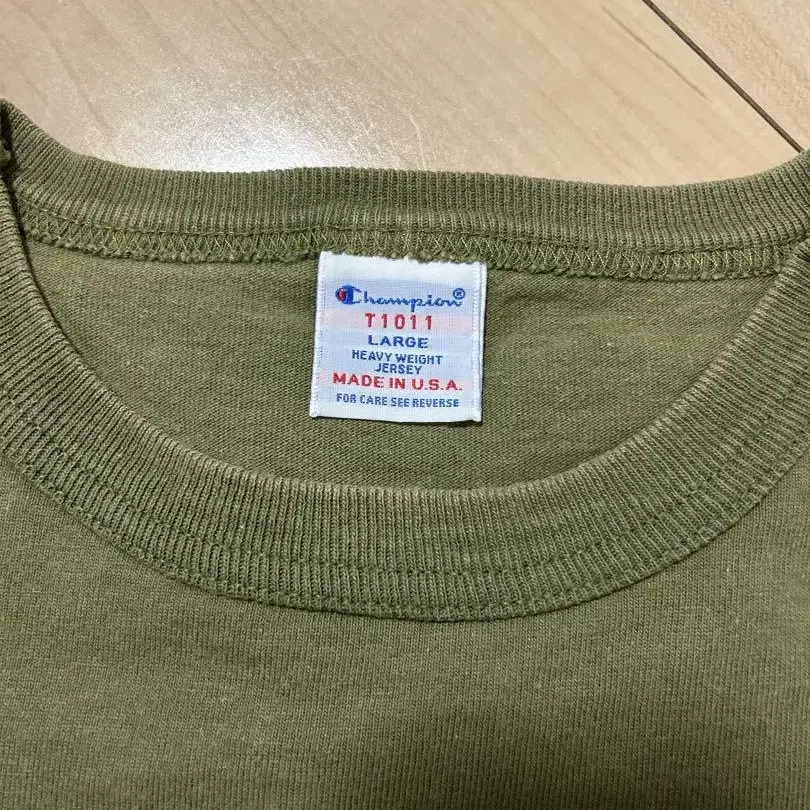 Champion®
T1011
LARGE
HEAVY WEIGHT
JERSEY
MADE IN U.S.A.
FOR CARE SEE REVERSE